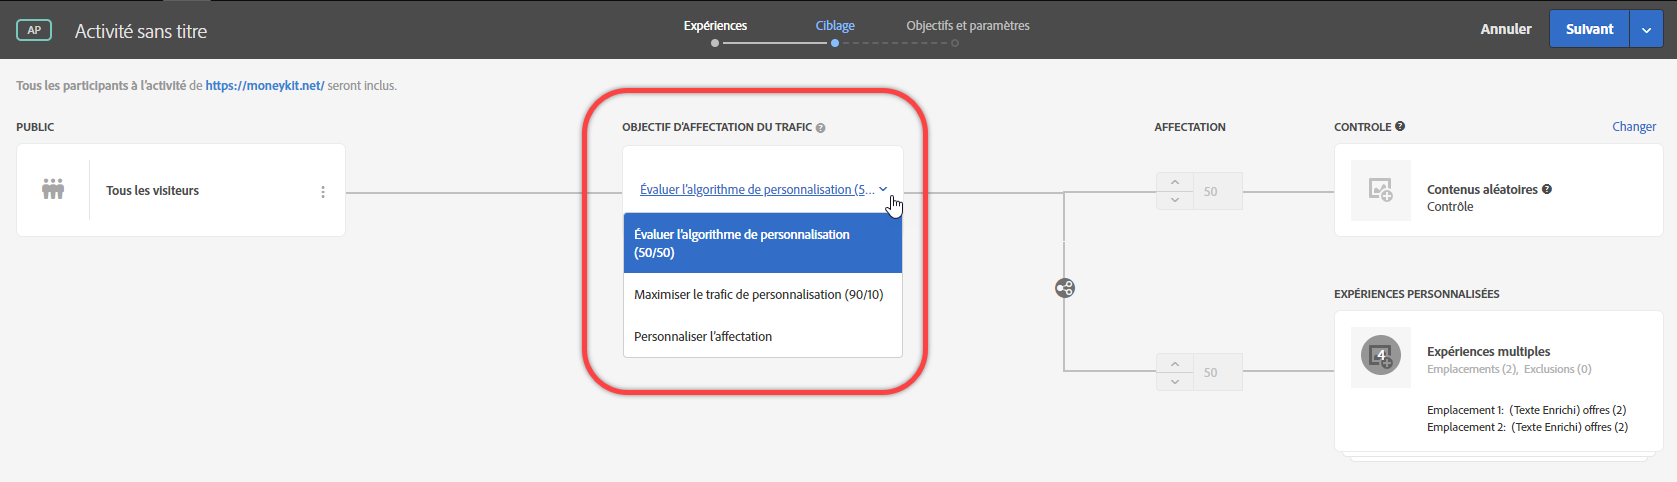 AP
Activité sans titre
Expériences
Ciblage
Objectifs et paramètres
Annuler
Suivant
Tous les participants à l'activité de https://moneykit.net/ seront inclus.
PUBLIC
OBJECTIF D'AFFECTATION DU TRAFIC ?
AFFECTATION
CONTROLE ?
Changer
Tous les visiteurs
Évaluer l'algorithme de personnalisation (5...
50
Contenus aléatoires ?
Contrôle
Évaluer l'algorithme de personnalisation
(50/50)
Maximiser le trafic de personnalisation (90/10)
Personnaliser l'affectation
EXPÉRIENCES PERSONNALISÉES
50
4
Expériences multiples
Emplacements (2), Exclusions (0)
Emplacement 1: (Texte Enrichi) offres (2)
Emplacement 2: (Texte Enrichi) offres (2)